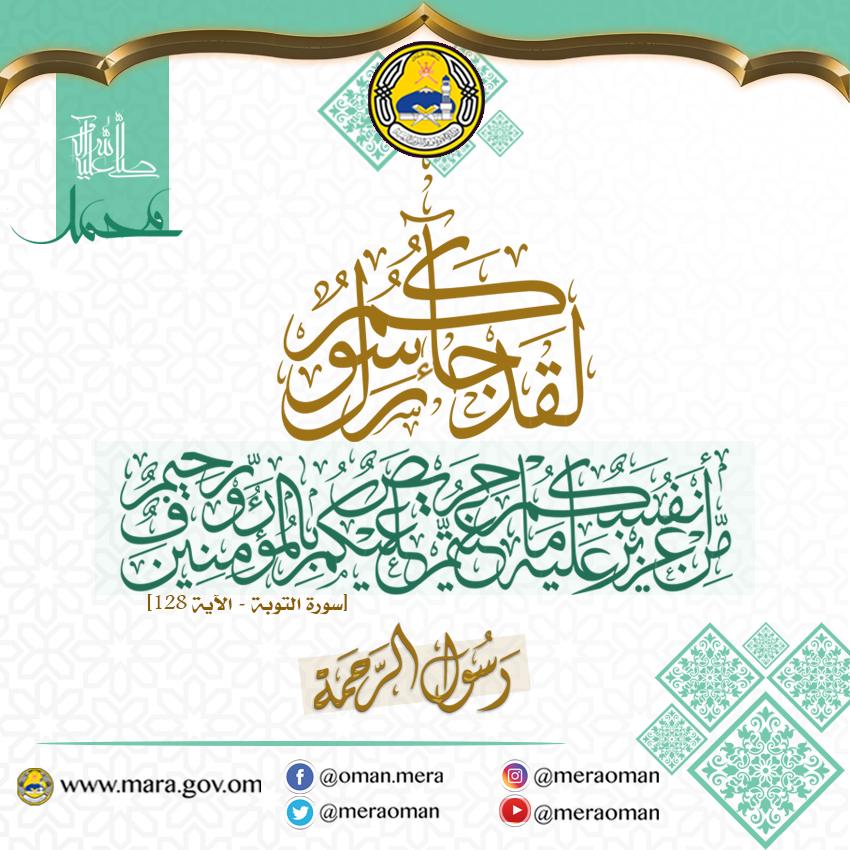 صلى الله عليه وآله
محمد
لقد جاءكم رسول
من أنفسكم عزيز عليه ما عنتم حريص عليكم بالمؤمنين رءوف رحيم
[سورة التوبة - الآية 128]
رسول الرحمة
www.mara.gov.om
@oman.mera
@meraoman
@meraoman
@meraoman